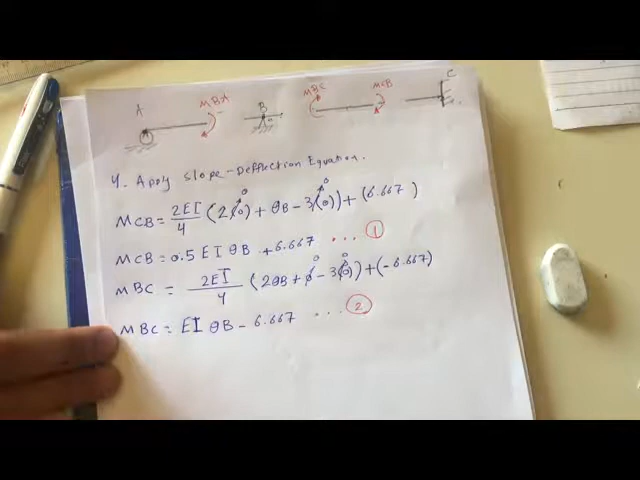 C
A MBA B MBC MCB
4. Apply slope-Deflection Equation.
MCB = 2EI/4 (2(0) + θB - 3(0)) + (6.667)
MCB = 0.5 EI θB + 6.667 ... 1
MBC = 2EI/4 (2θB + 0 - 3(0)) + (-6.667)
MBC = EI θB - 6.667 ... 2